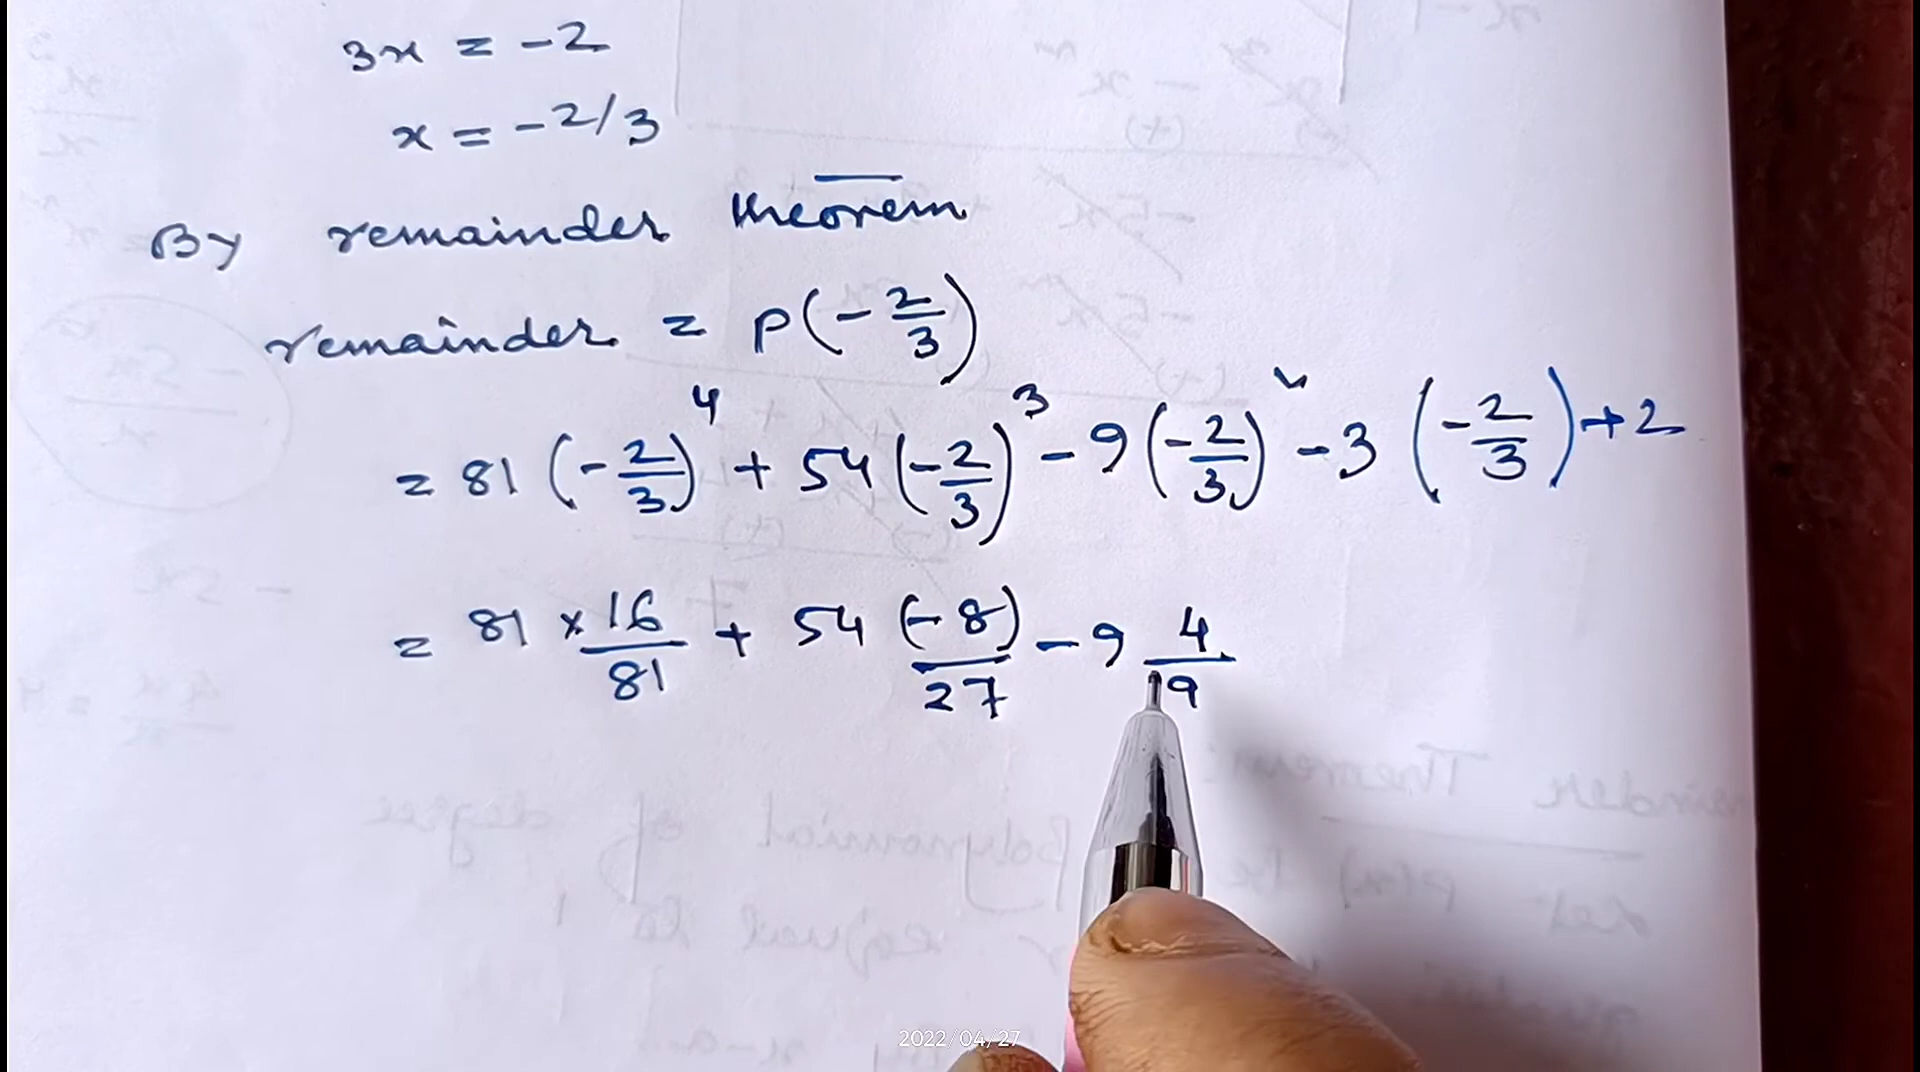 3x = -2
x = -2/3
By remainder theorem
remainder = P(-2/3)
= 81 (-2/3)^4 + 54 (-2/3)^3 - 9 (-2/3)^2 - 3 (-2/3) + 2
= 81 × 16/81 + 54 (-8)/27 - 9 4/9
2022/04/27